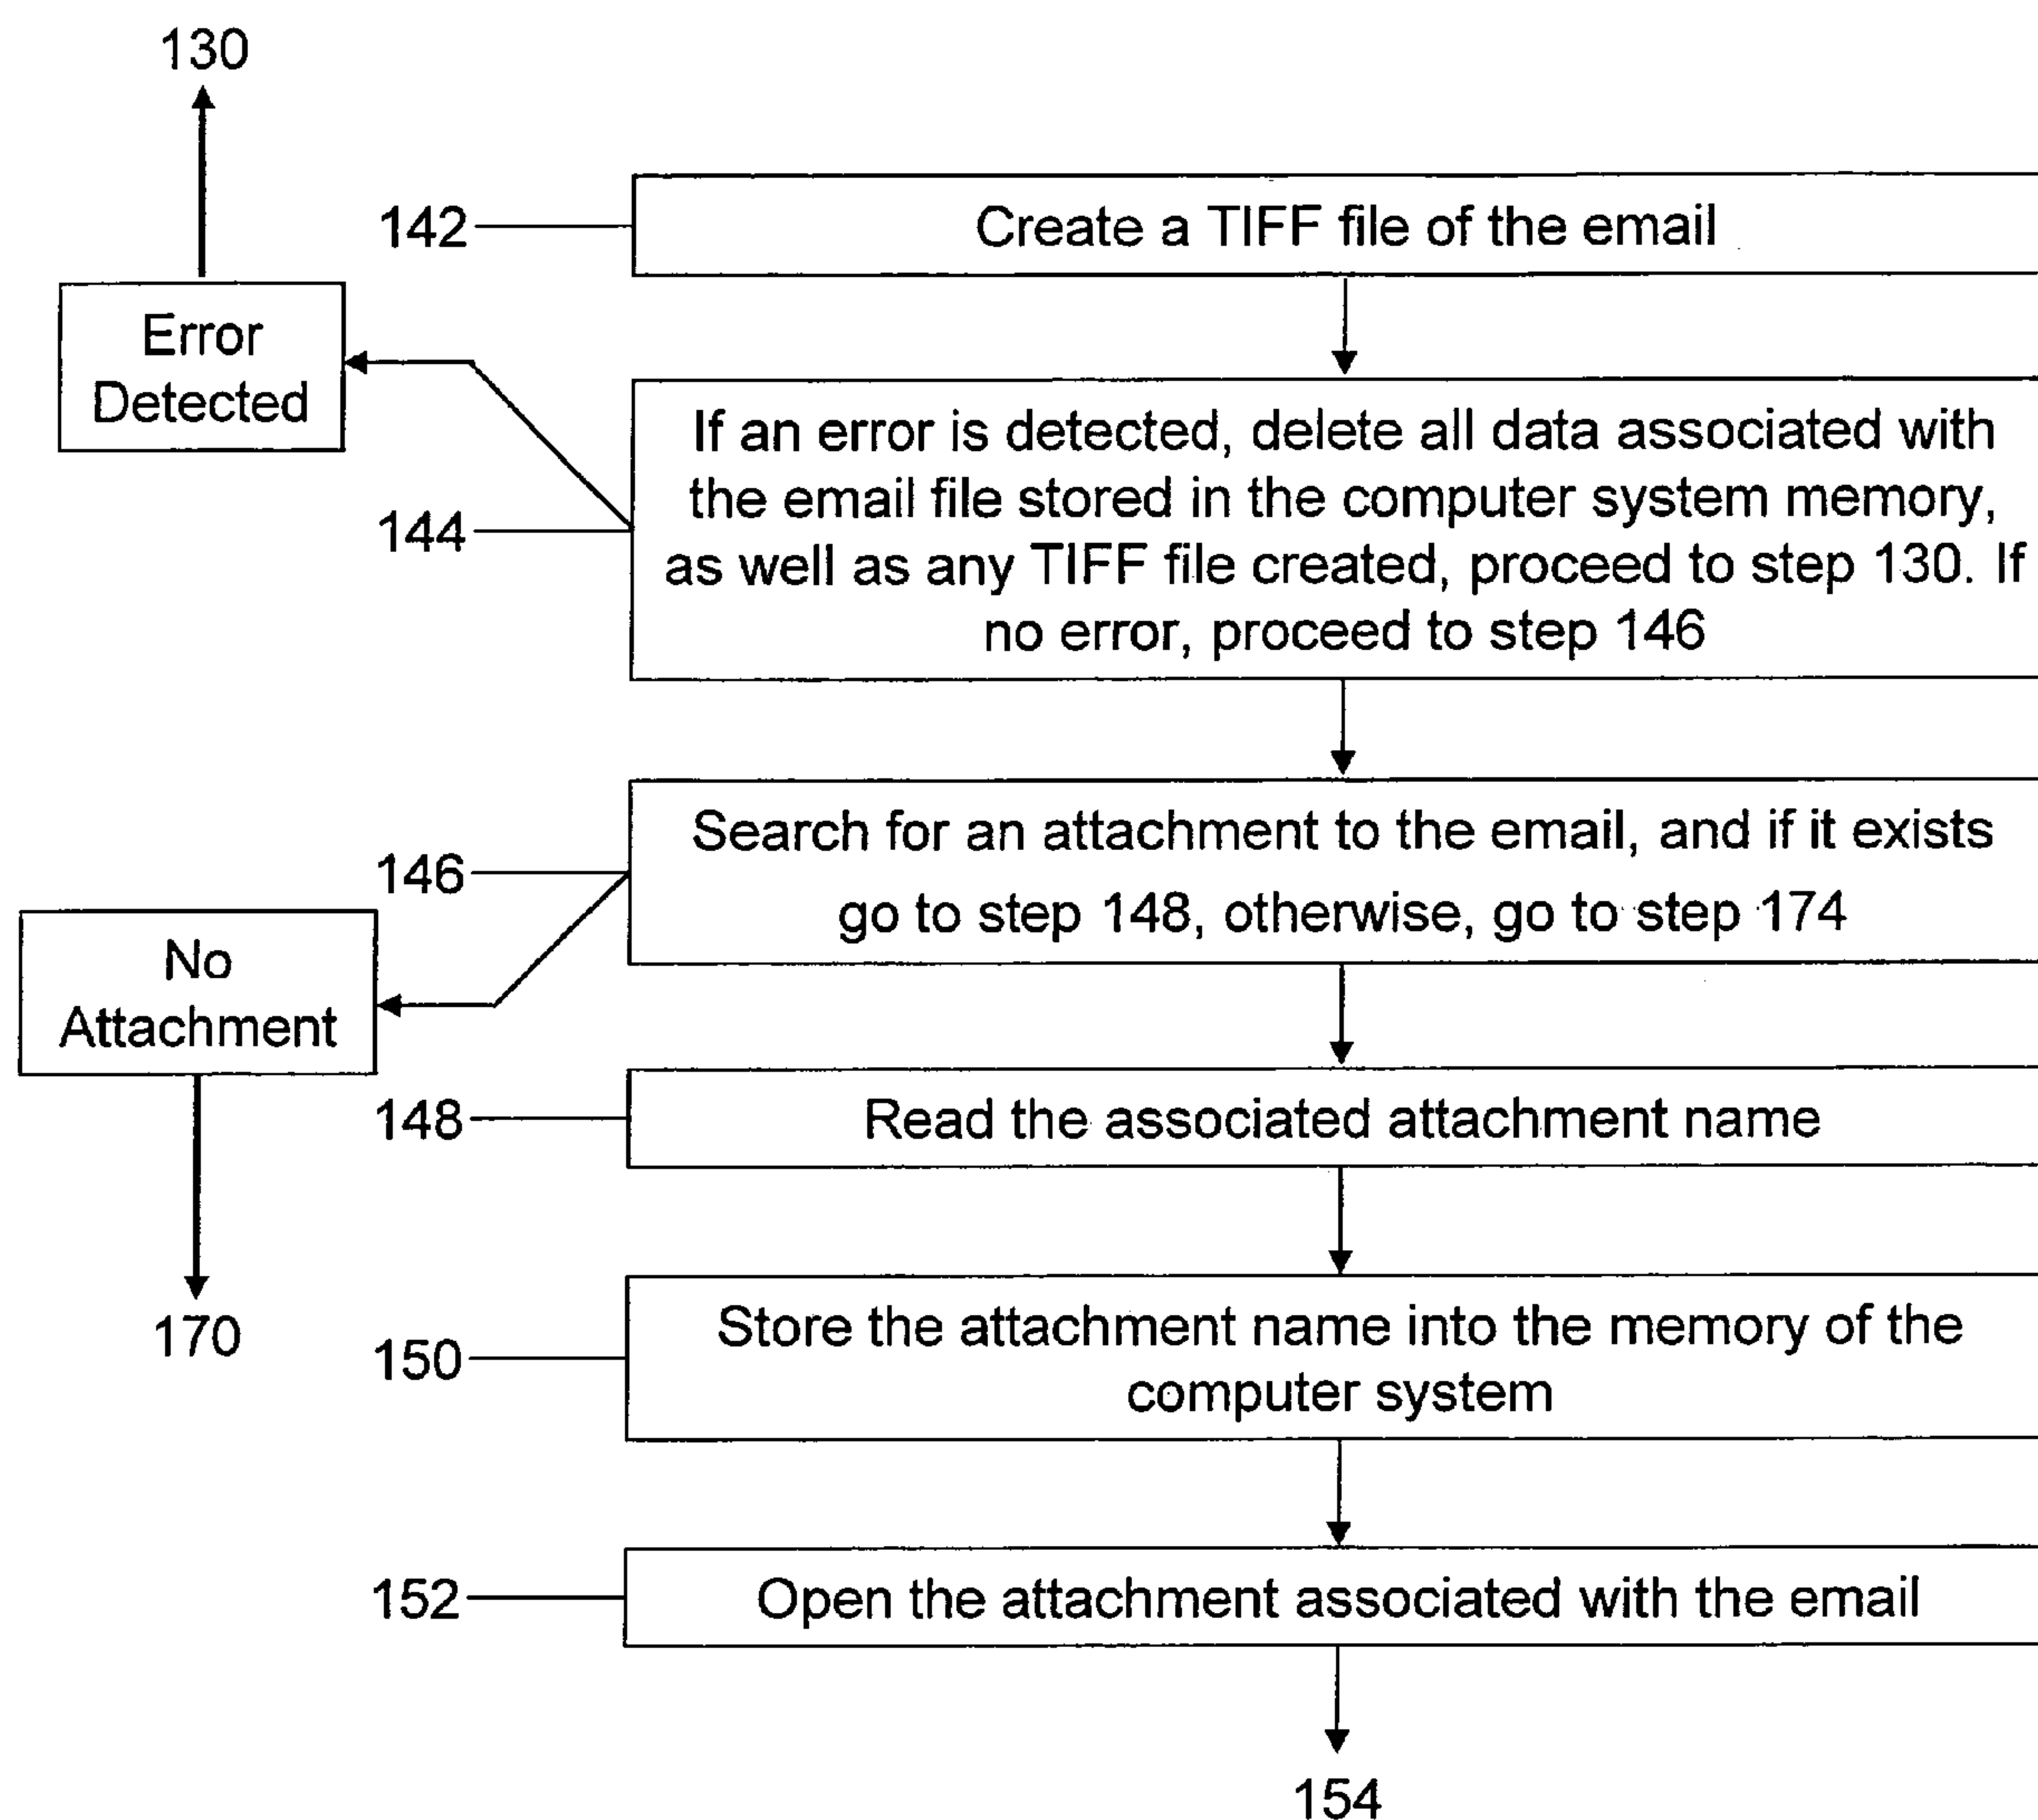 130
142
Create a TIFF file of the email
Error
Detected
If an error is detected, delete all data associated with
the email file stored in the computer system memory,
144
as well as any TIFF file created, proceed to step 130. If
no error, proceed to step 146
Search for an attachment to the email, and if it exists
146
go to step 148, otherwise, go to step 174
No
Attachment
148
Read the associated attachment name
170
Store the attachment name into the memory of the
150
computer system
152
Open the attachment associated with the email
154